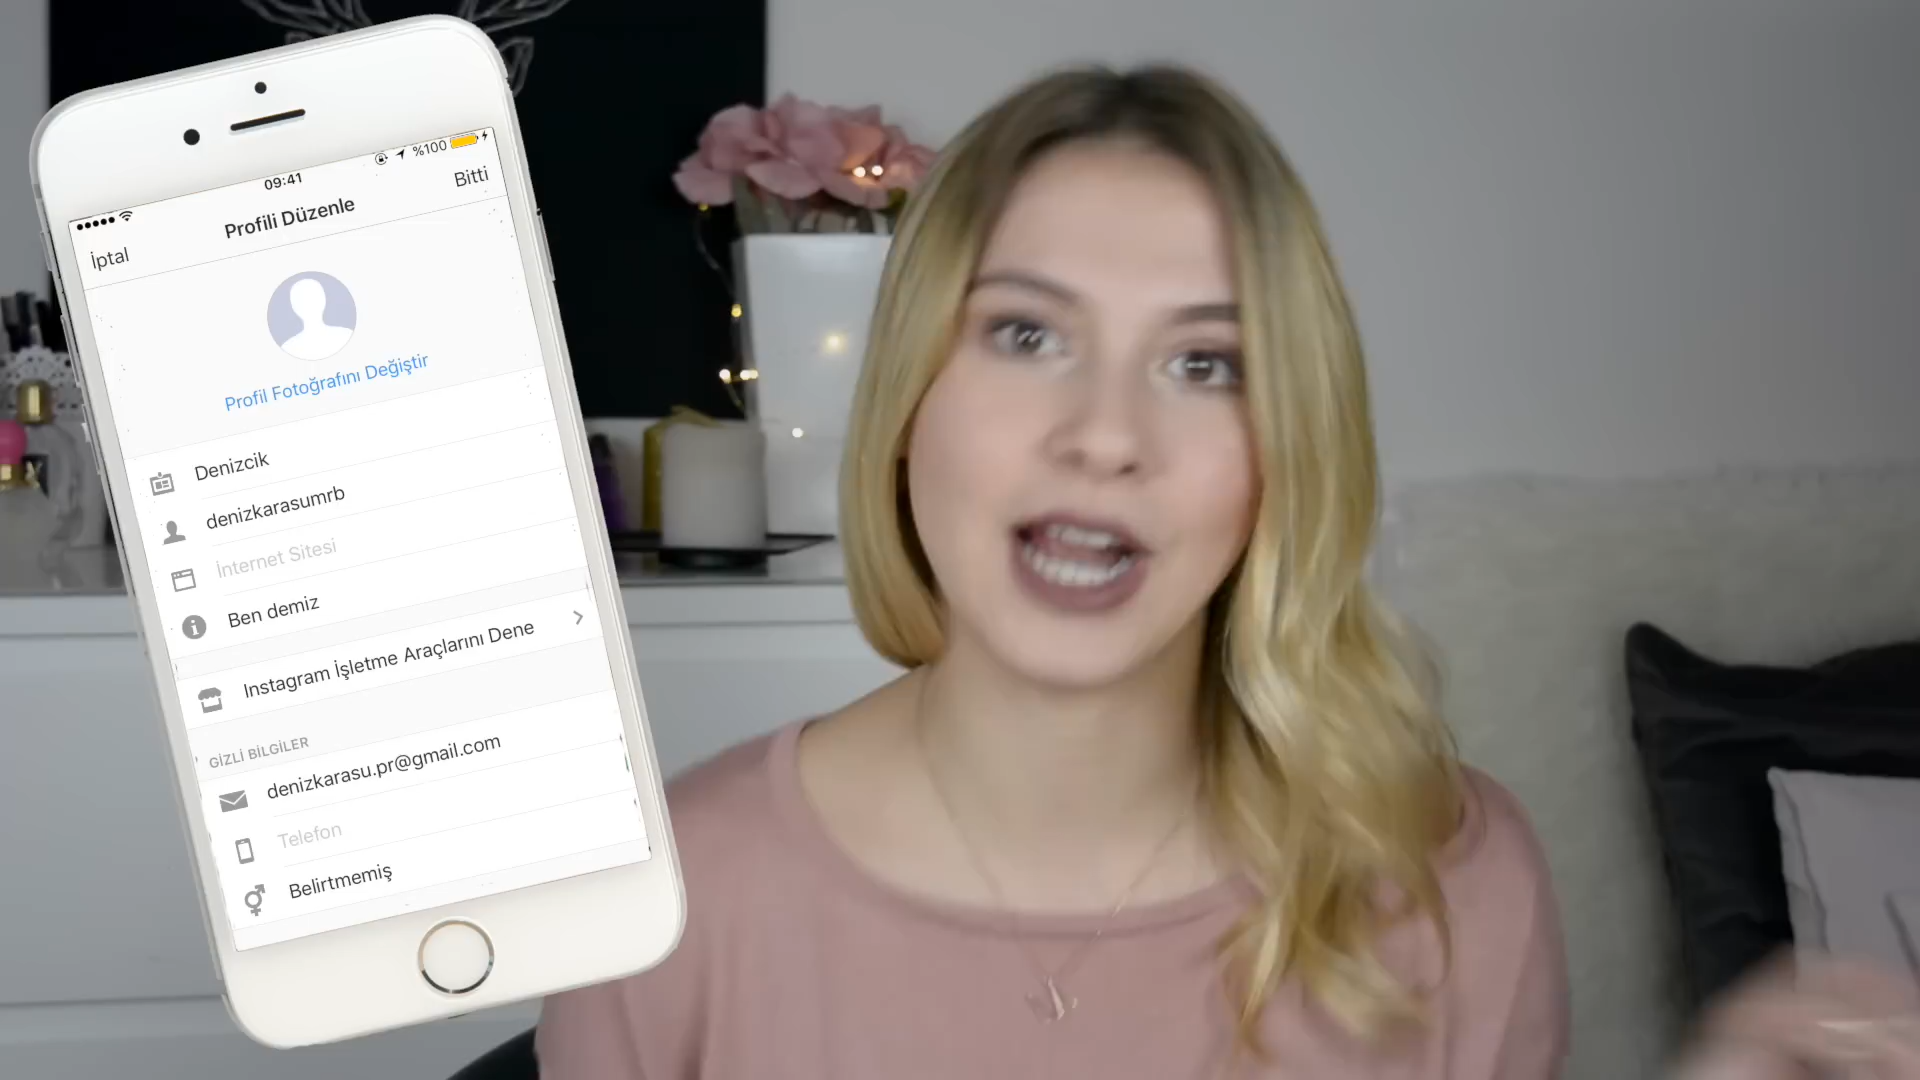 09:41
%100
İptal
Profili Düzenle
Bitti
Profil Fotoğrafını Değiştir
Denizcik
denizkarasumrb
İnternet Sitesi
Ben demiz
Instagram İşletme Araçlarını Dene
GİZLİ BİLGİLER
denizkarasu.pr@gmail.com
Telefon
Belirtmemiş